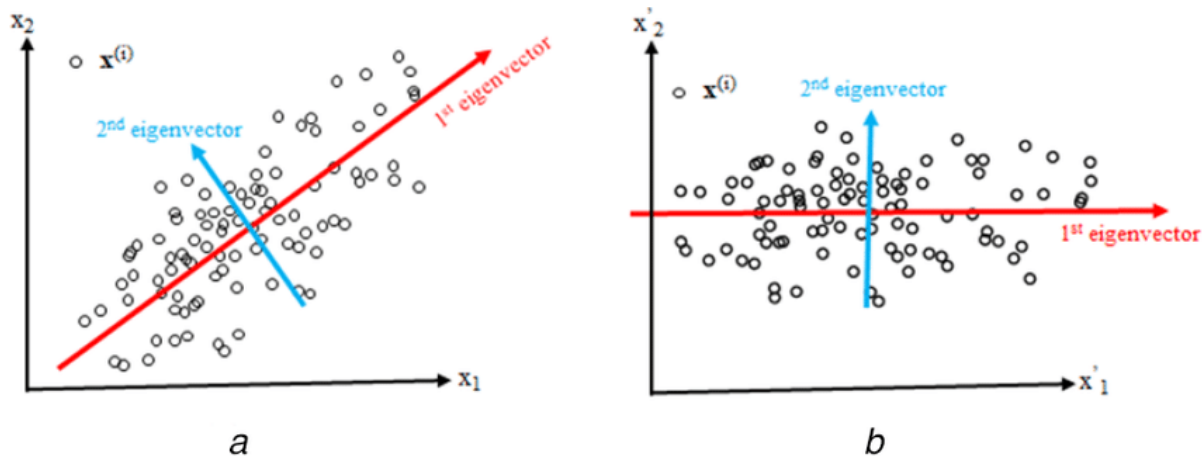 x₂
x⁽ⁱ⁾
2ⁿᵈ eigenvector
1ˢᵗ eigenvector
x₁
a
x'₂
x⁽ⁱ⁾
2ⁿᵈ eigenvector
1ˢᵗ eigenvector
x'₁
b